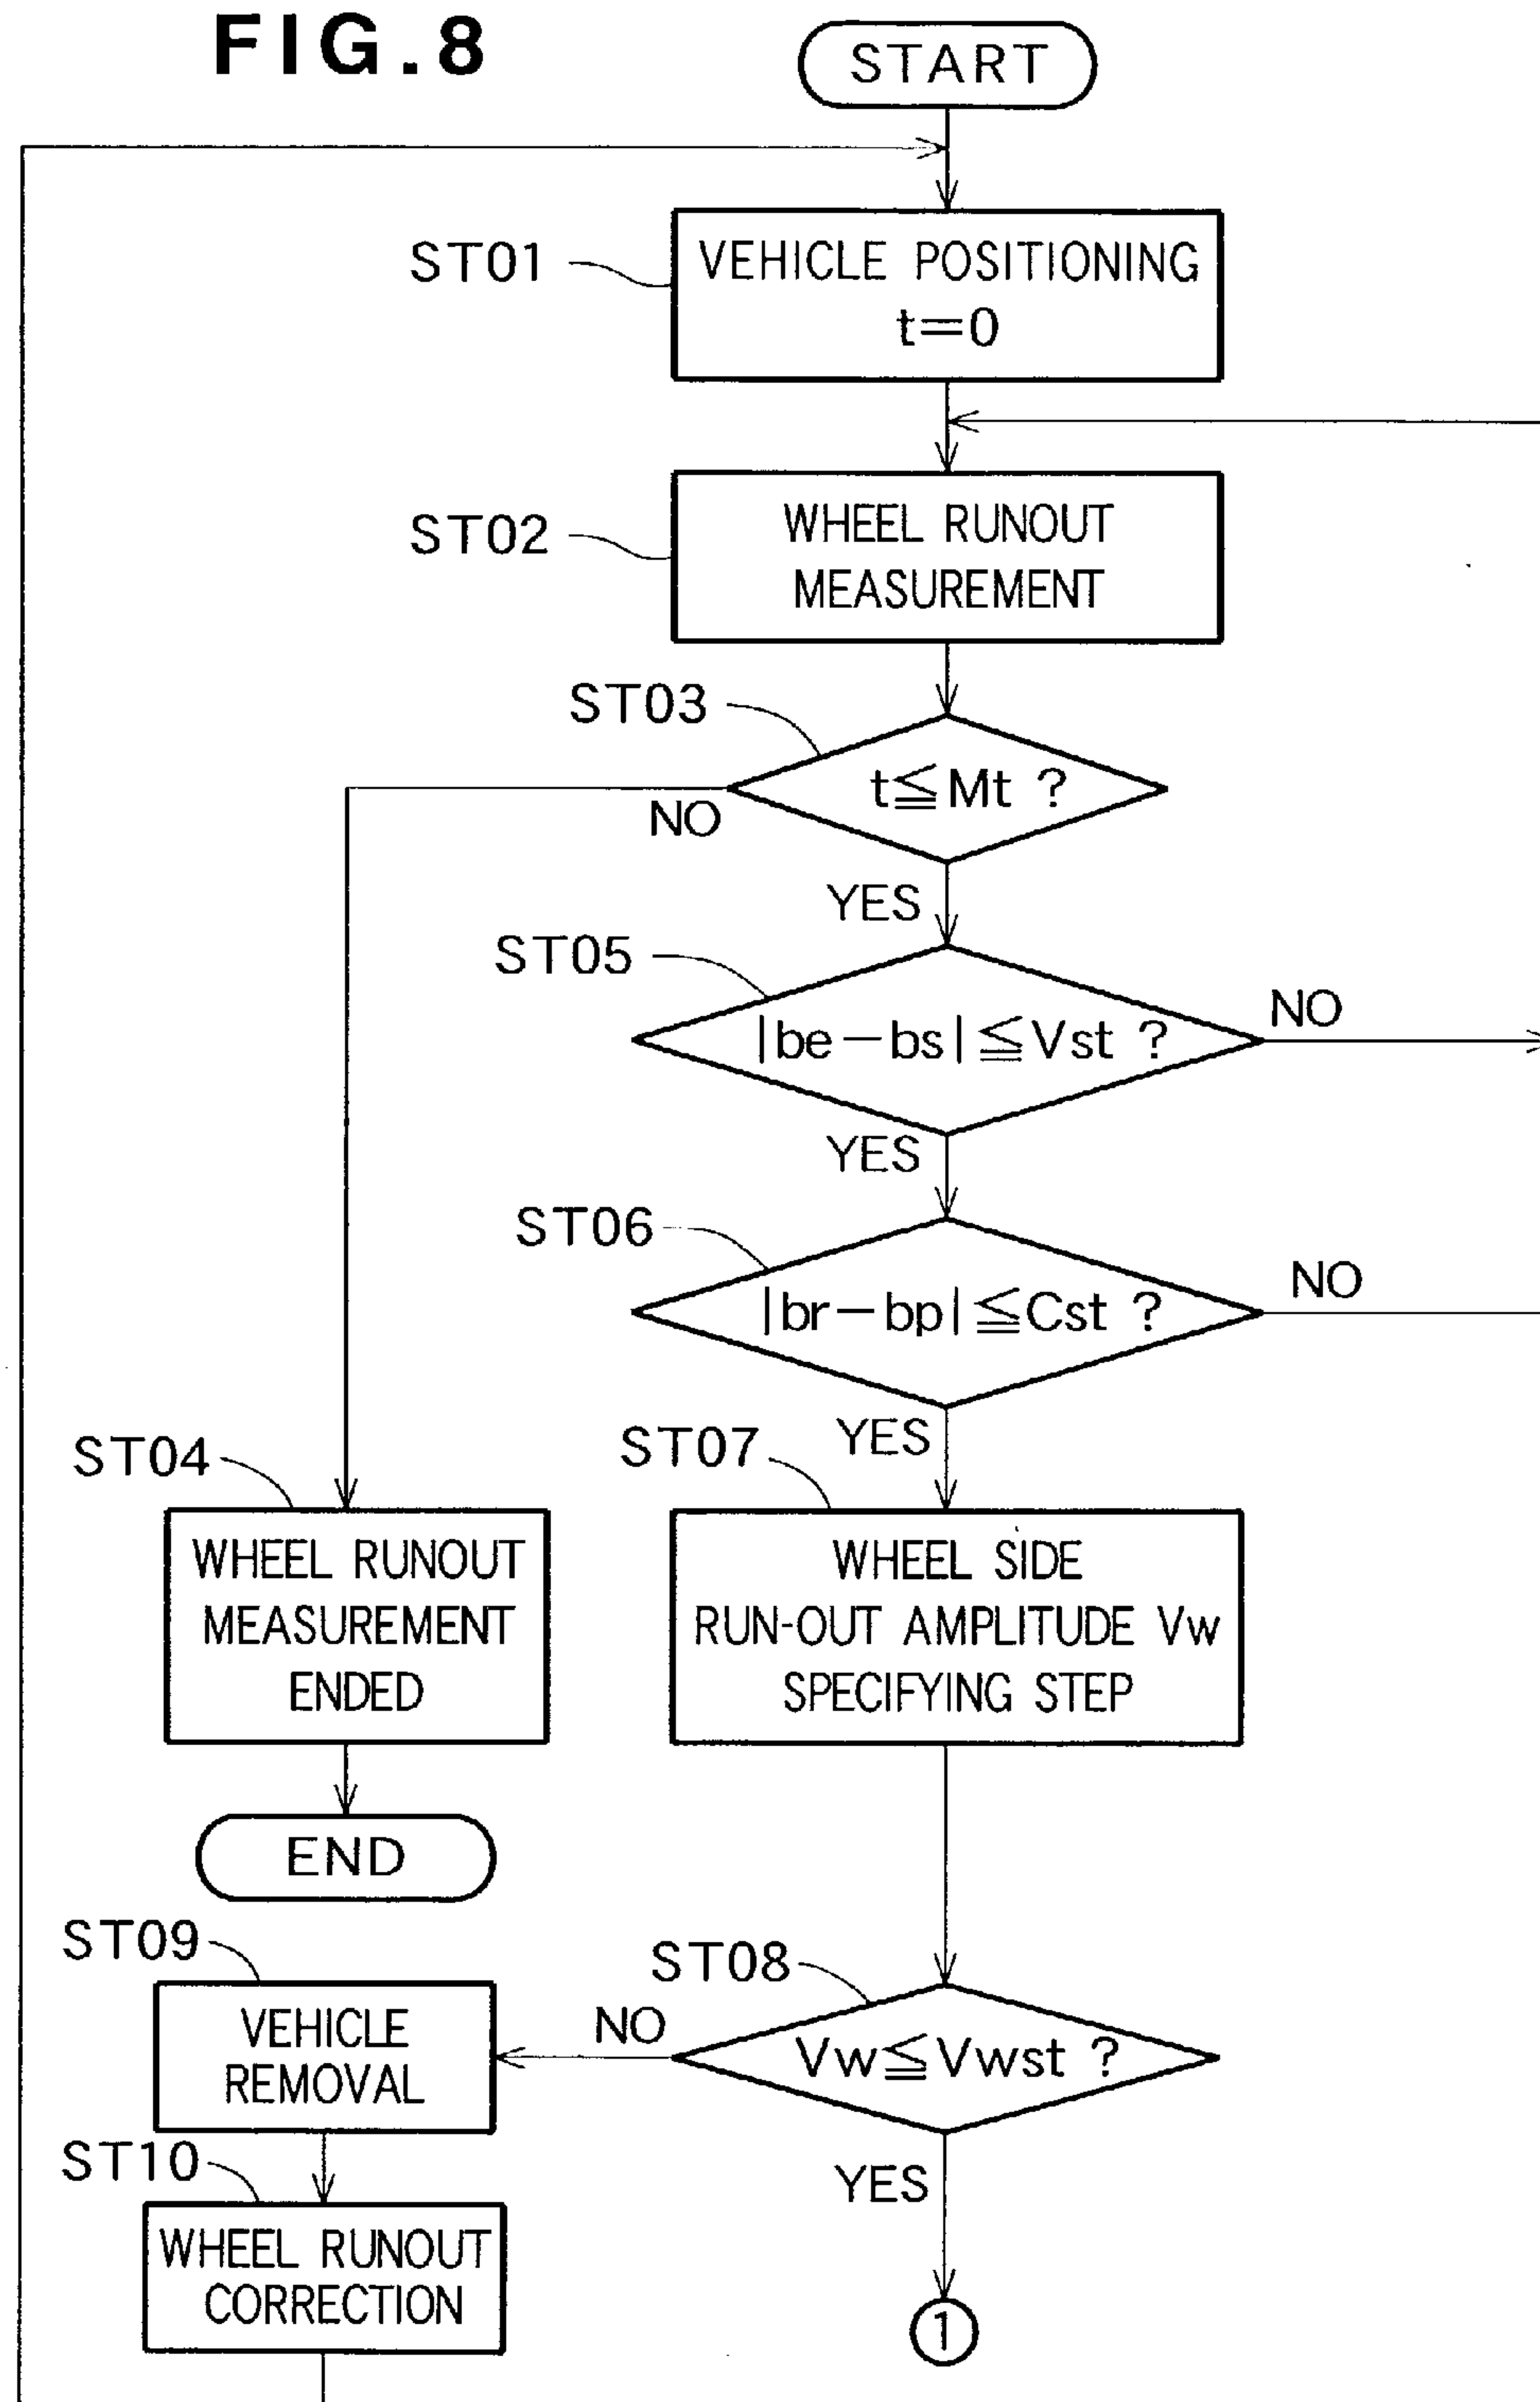 FIG.8
START
ST01
VEHICLE POSITIONING
t=0
ST02
WHEEL RUNOUT
MEASUREMENT
ST03
t≦Mt ?
NO
YES
ST05
|be-bs|≦Vst ?
NO
YES
ST06
|br-bp|≦Cst ?
NO
YES
ST04
WHEEL RUNOUT
MEASUREMENT
ENDED
END
ST07
WHEEL SIDE
RUN-OUT AMPLITUDE Vw
SPECIFYING STEP
ST08
Vw≦Vwst ?
NO
YES
ST09
VEHICLE
REMOVAL
ST10
WHEEL RUNOUT
CORRECTION
1